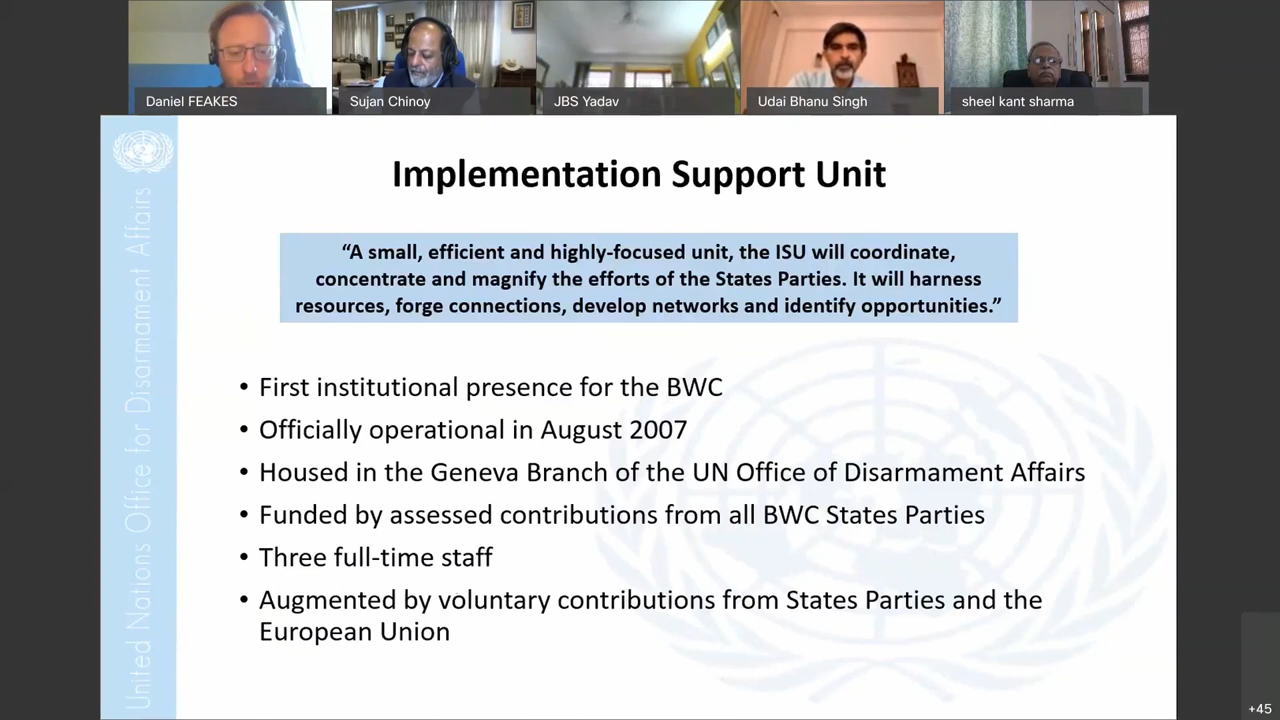 Daniel FEAKES
Sujan Chinoy
JBS Yadav
Udai Bhanu Singh
sheel kant sharma
United Nations Office for Disarmament Affairs
Implementation Support Unit
“A small, efficient and highly-focused unit, the ISU will coordinate,
concentrate and magnify the efforts of the States Parties. It will harness
resources, forge connections, develop networks and identify opportunities.”
• First institutional presence for the BWC
• Officially operational in August 2007
• Housed in the Geneva Branch of the UN Office of Disarmament Affairs
• Funded by assessed contributions from all BWC States Parties
• Three full-time staff
• Augmented by voluntary contributions from States Parties and the
European Union
+45